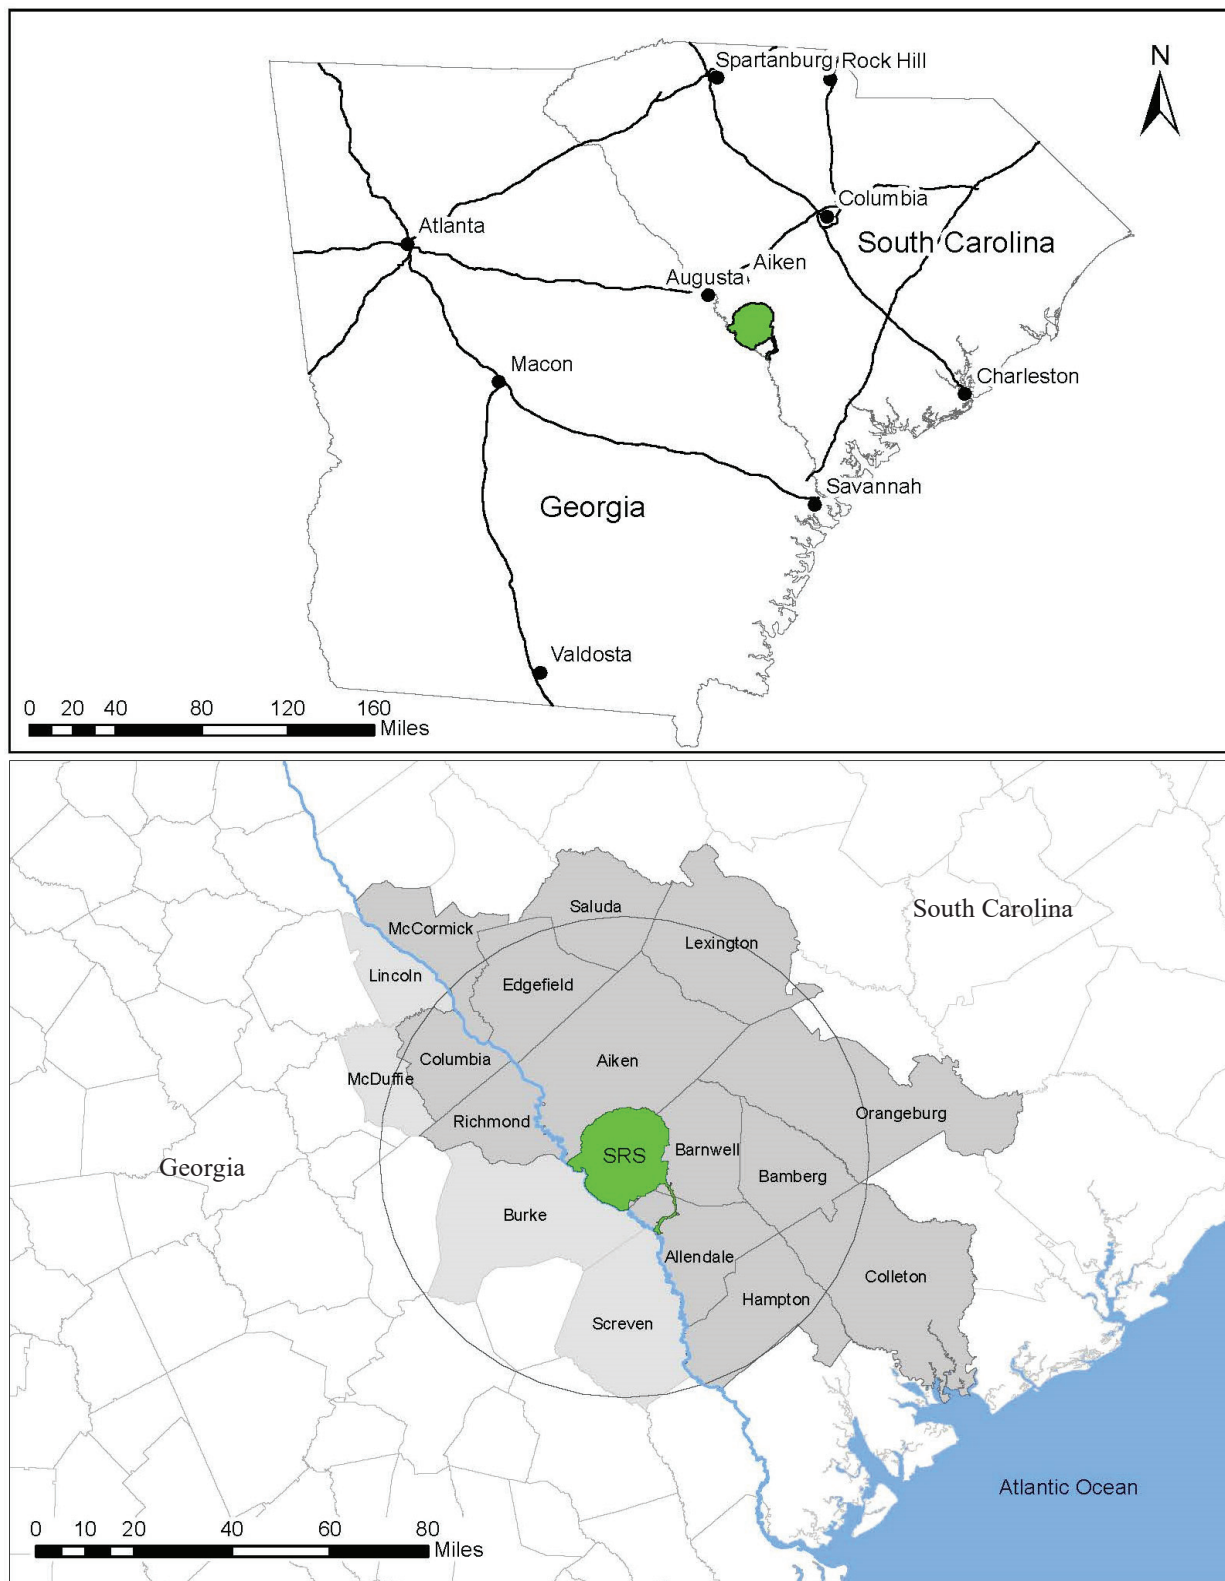 Spartanburg Rock Hill
N
Columbia
Atlanta
South Carolina
Aiken
Augusta
Macon
Charleston
Savannah
Georgia
Valdosta
0 20 40 80 120 160
Miles
Saluda
South Carolina
McCormick
Lexington
Lincoln
Edgefield
Columbia
Aiken
McDuffie
Orangeburg
Richmond
Barnwell
SRS
Georgia
Bamberg
Burke
Allendale
Colleton
Hampton
Screven
Atlantic Ocean
0 10 20 40 60 80
Miles